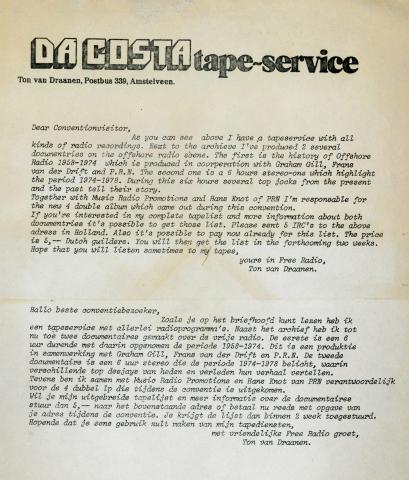 DA COSTA tape-service
Ton van Draanen, Postbus 339, Amstelveen.
Dear Conventionvisitor,
As you can see above I have a tapeservice with all
kinds of radio recordings. Next to the archieve I've produced 2 several
documentries on the offshore radio scene. The first is the history of Offshore
Radio 1958-1974 which is produced in coorperation with Graham Gill, Frans
van der Drift and P.R.N. The second one is a 6 hours stereo-one which highlight
the period 1974-1978. During this six hours several top jocks from the present
and the past tell their story.
Together with Music Radio Promotions and Hans Knot of PRN I'm responsable for
the new 4 double album which came out during this convention.
If you're interested in my complete tapelist and more information about both
documentries it's possible to get those list. Please sent 5 IRC's to the above
adress in Holland. Also it's possible to pay now already for this list. The price
is 5,— Dutch guilders. You will then get the list in the forthcoming two weeks.
Hope that you will listen sometimes to my tapes,
yours in Free Radio,
Ton van Draanen.
Hallo beste conventiebezoeker,
Zoals je op het briefhoofd kunt lezen heb ik
een tapeservice met allerlei radioprogramma's. Naast het archief heb ik tot
nu toe twee documentaires gemaakt over de vrije radio. De eerste is een 6
uur durende met daarin opgenomen de periode 1958-1974. Dit is een produktie
in samenwerking met Graham Gill, Frans van der Drift en P.R.N. De tweede
documentaire is een 6 uur stereo die de periode 1974-1978 belicht, waarin
verschillende top deejays van heden en verleden hun verhaal vertellen.
Tevens ben ik samen met Music Radio Promotions en Hans Knot van PRN verantwoordelijk
voor de 4 dubbel lp die tijdens de conventie is uitgekomen.
Wil je mijn uitgebreide tapelijst en meer informatie over de documentaires
stuur dan 5,— naar het bovenstaande adres of betaal nu reeds met opgave van
je adres tijdens de conventie. Je krijgt de lijst dan binnen 2 week toegestuurd.
Hopende dat je eens gebruik zult maken van mijn tapediensten,
met vriendelijke Free Radio groet,
Ton van Draanen.